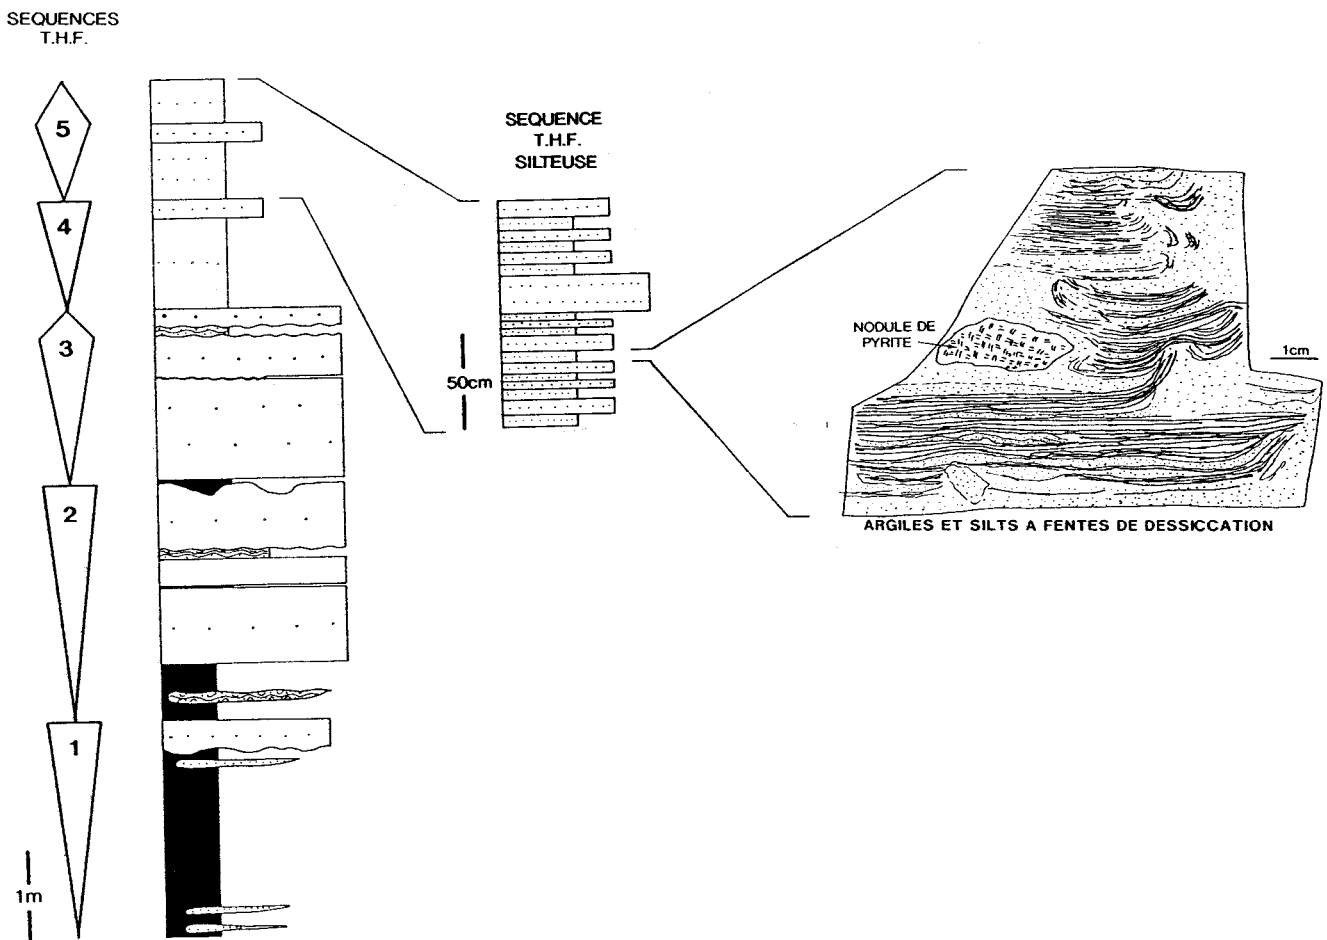 SEQUENCES
T.H.F.
5
4
3
2
1
1m
SEQUENCE
T.H.F.
SILTEUSE
50cm
NODULE DE
PYRITE
1cm
ARGILES ET SILTS A FENTES DE DESSICCATION